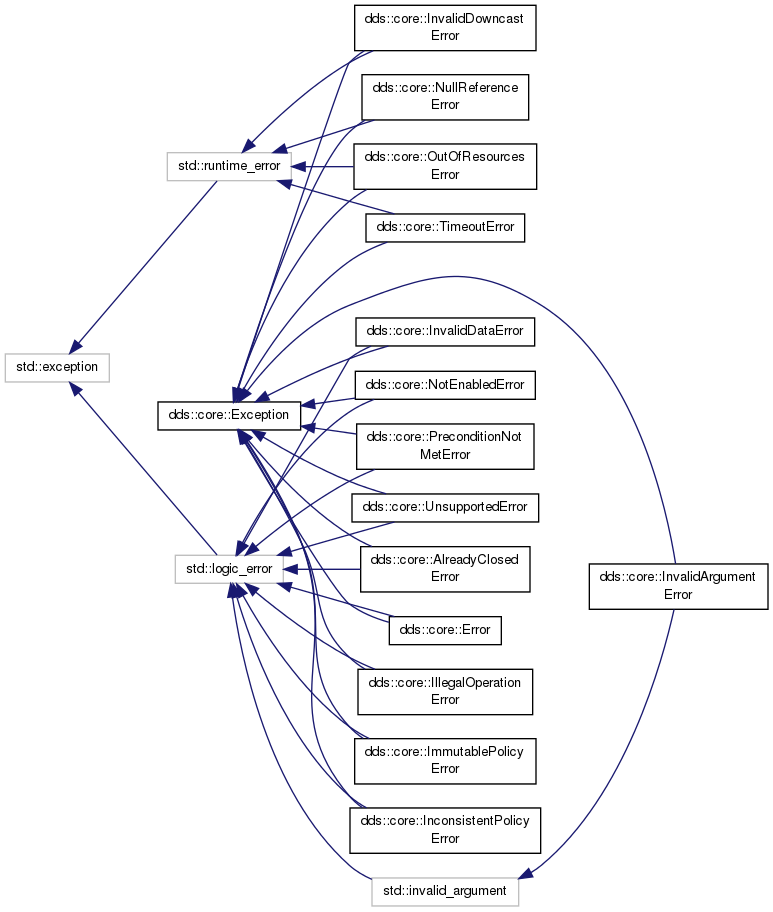 dds::core::InvalidDowncast
Error
dds::core::NullReference
Error
dds::core::OutOfResources
Error
std::runtime_error
dds::core::TimeoutError
dds::core::InvalidDataError
std::exception
dds::core::NotEnabledError
dds::core::Exception
dds::core::PreconditionNot
MetError
dds::core::UnsupportedError
dds::core::AlreadyClosed
Error
std::logic_error
dds::core::InvalidArgument
Error
dds::core::Error
dds::core::IllegalOperation
Error
dds::core::ImmutablePolicy
Error
dds::core::InconsistentPolicy
Error
std::invalid_argument